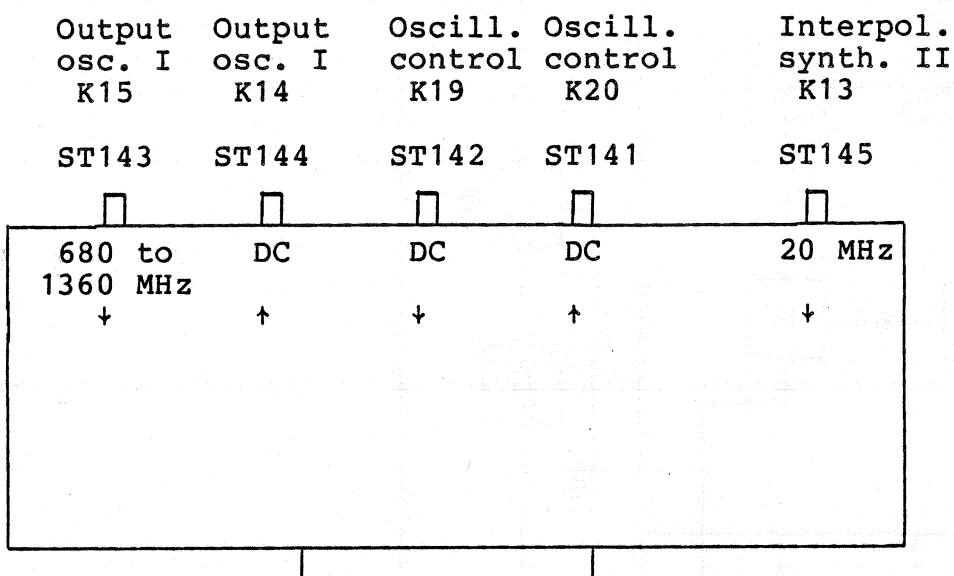 Output Output Oscill. Oscill. Interpol.
osc. I osc. I control control synth. II
K15 K14 K19 K20 K13
ST143 ST144 ST142 ST141 ST145
680 to DC DC DC 20 MHz
1360 MHz
↓ ↑ ↓ ↑ ↓